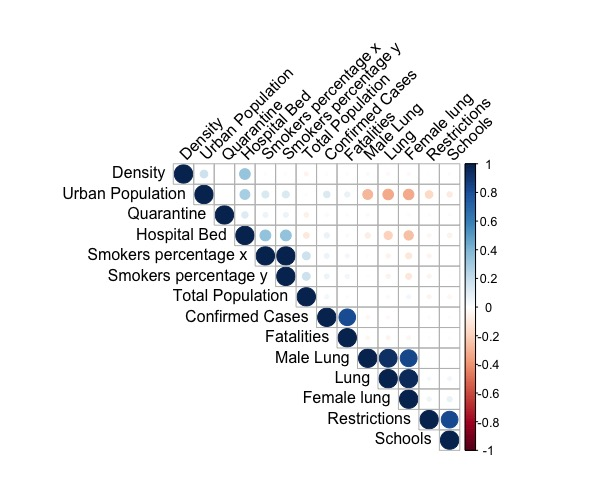 Density
Urban Population
Quarantine
Hospital Bed
Smokers percentage x
Smokers percentage y
Total Population
Confirmed Cases
Fatalities
Male Lung
Lung
Female lung
Restrictions
Schools
Density
Urban Population
Quarantine
Hospital Bed
Smokers percentage x
Smokers percentage y
Total Population
Confirmed Cases
Fatalities
Male Lung
Lung
Female lung
Restrictions
Schools
1
0.8
0.6
0.4
0.2
0
-0.2
-0.4
-0.6
-0.8
-1